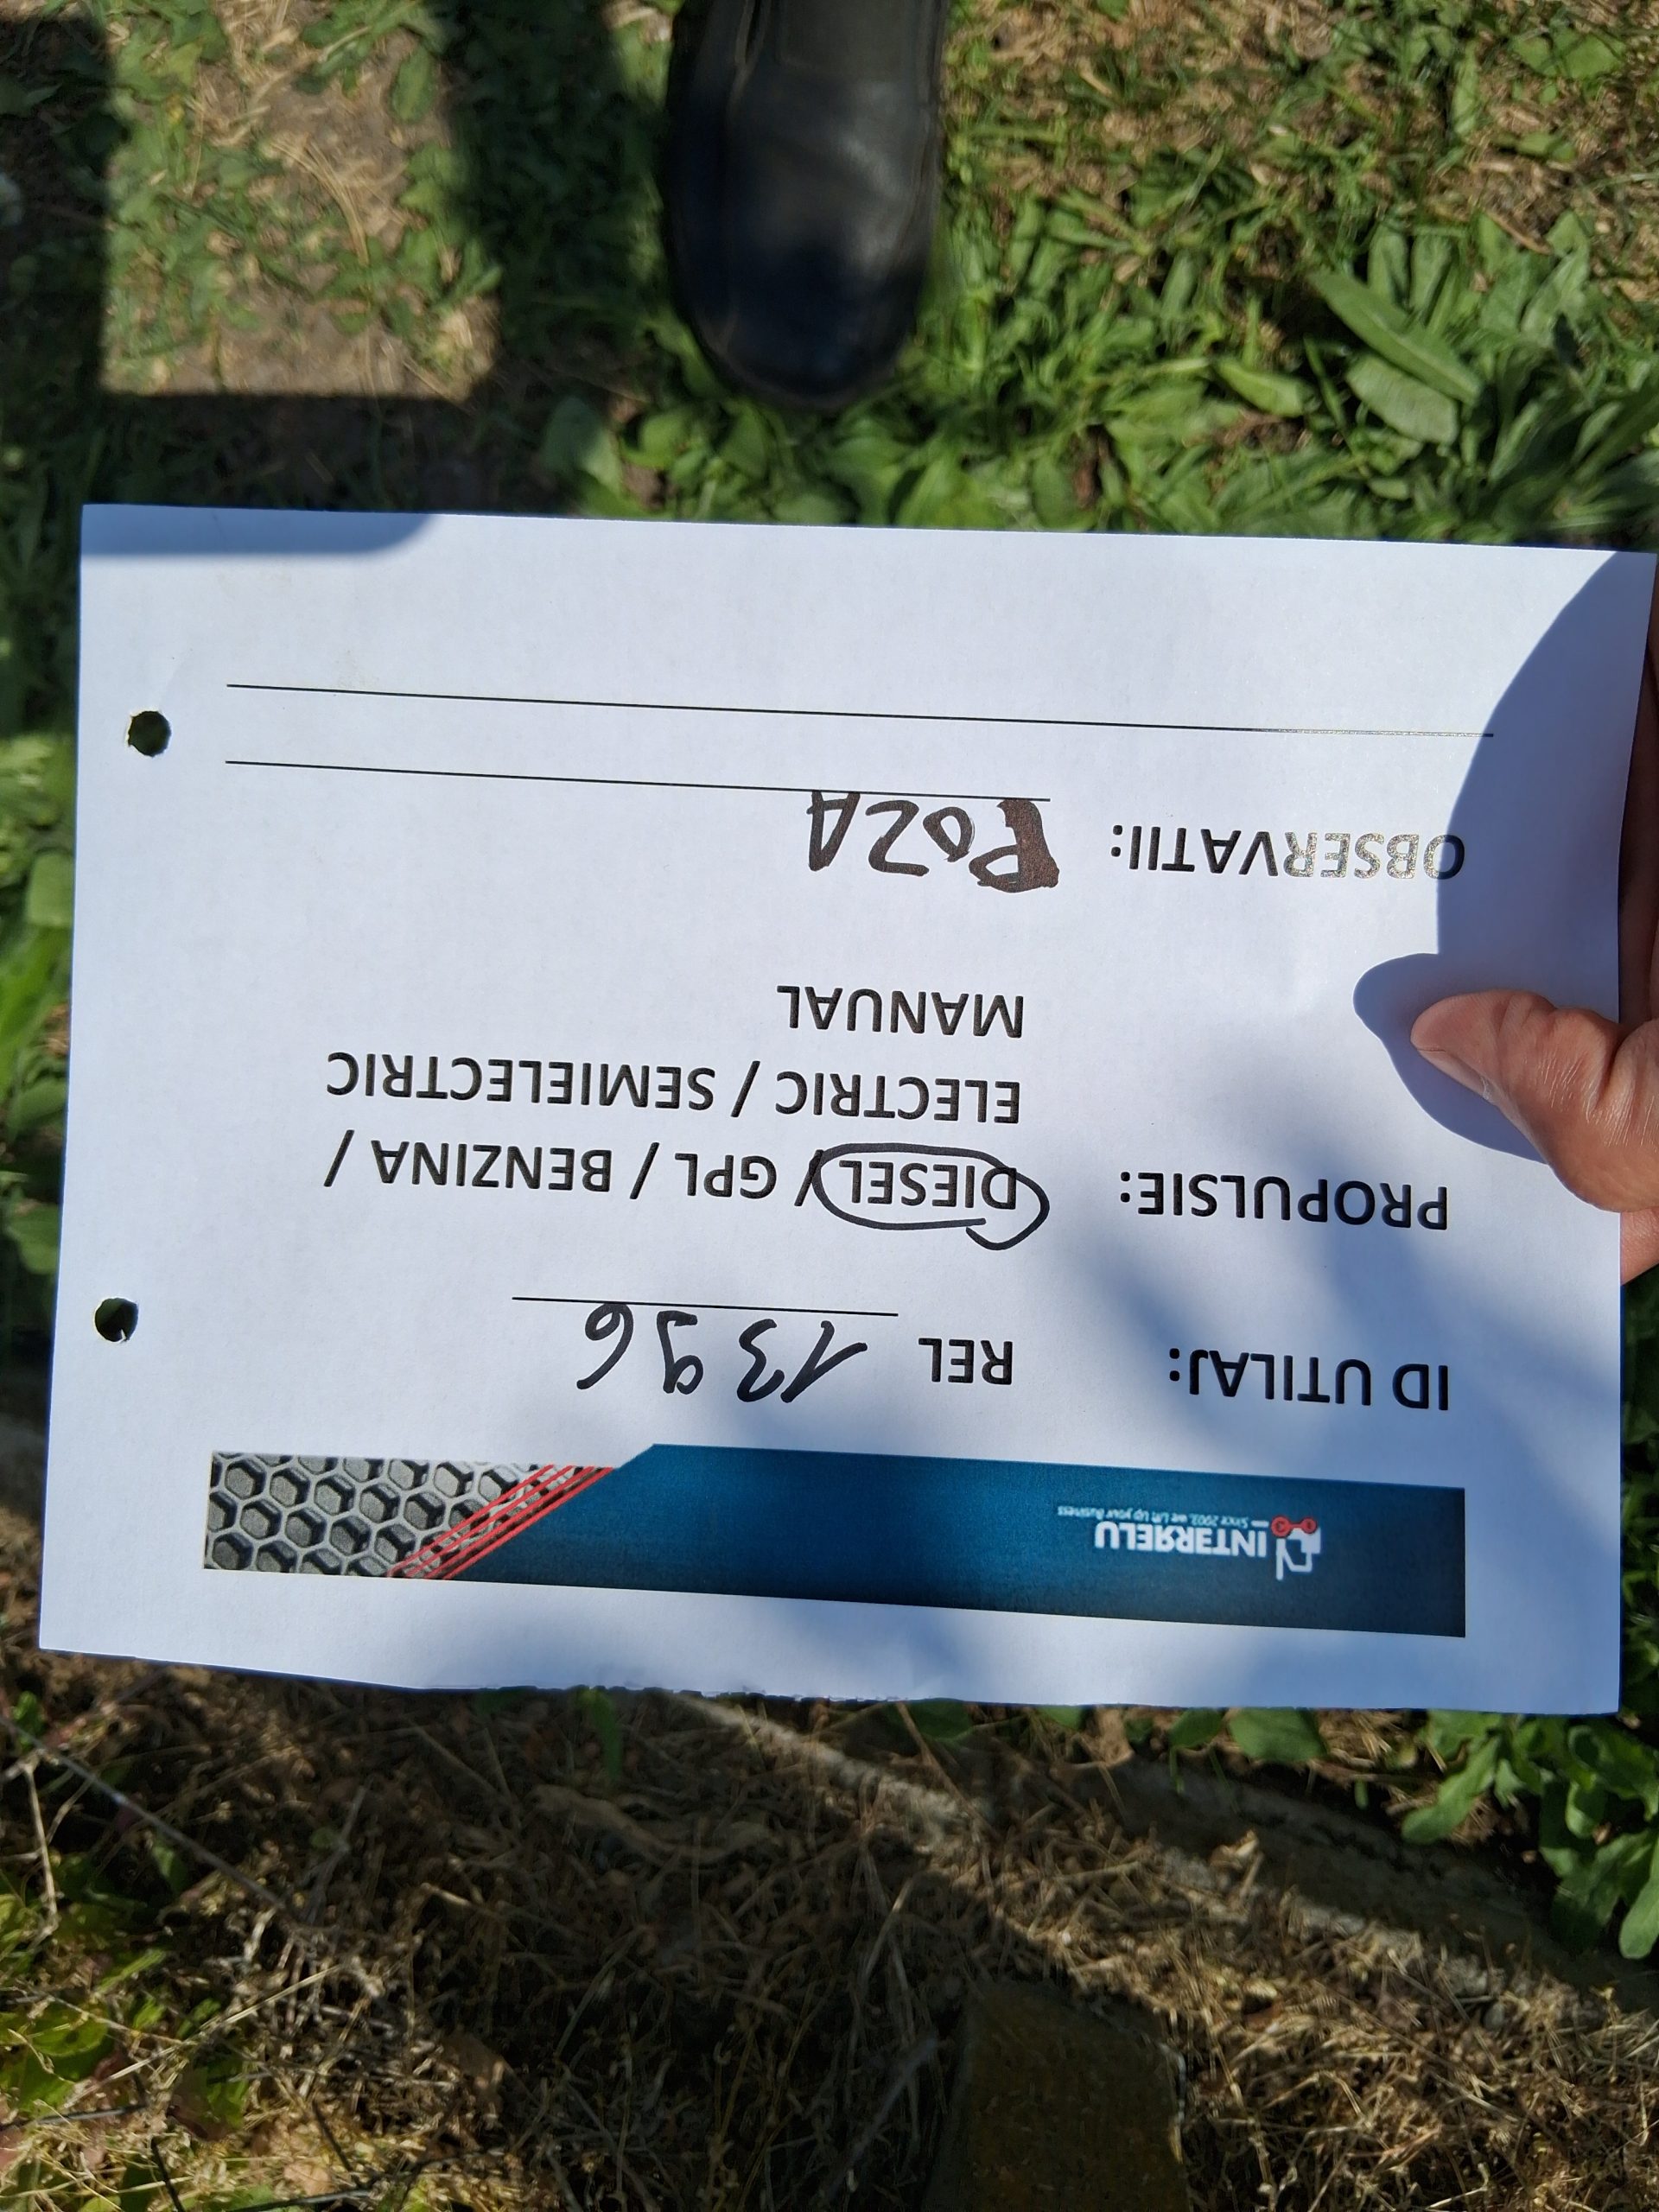 INTERRELU
Since 2003, we Lift Up your Business
ID UTILAJ: REL 1396
PROPULSIE: DIESEL / GPL / BENZINA /
ELECTRIC / SEMIELECTRIC
MANUAL
OBSERVATII: POZA